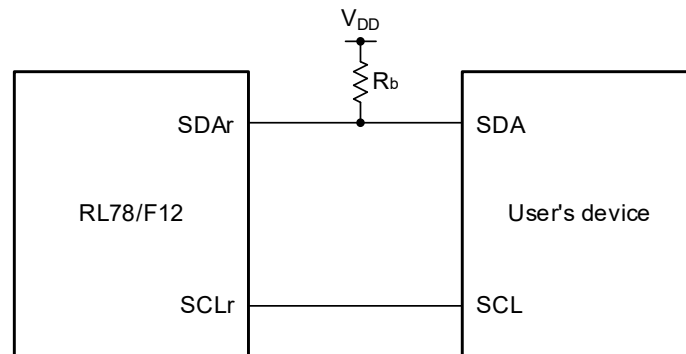 VDD
Rb
SDAr
SDA
RL78/F12
User's device
SCLr
SCL